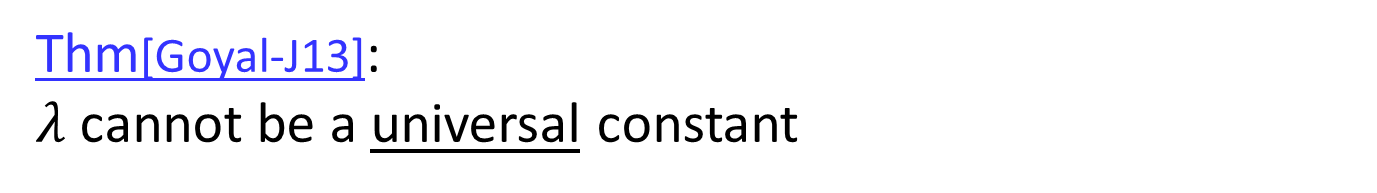 Thm[Goyal-J13]:
λ cannot be a universal constant